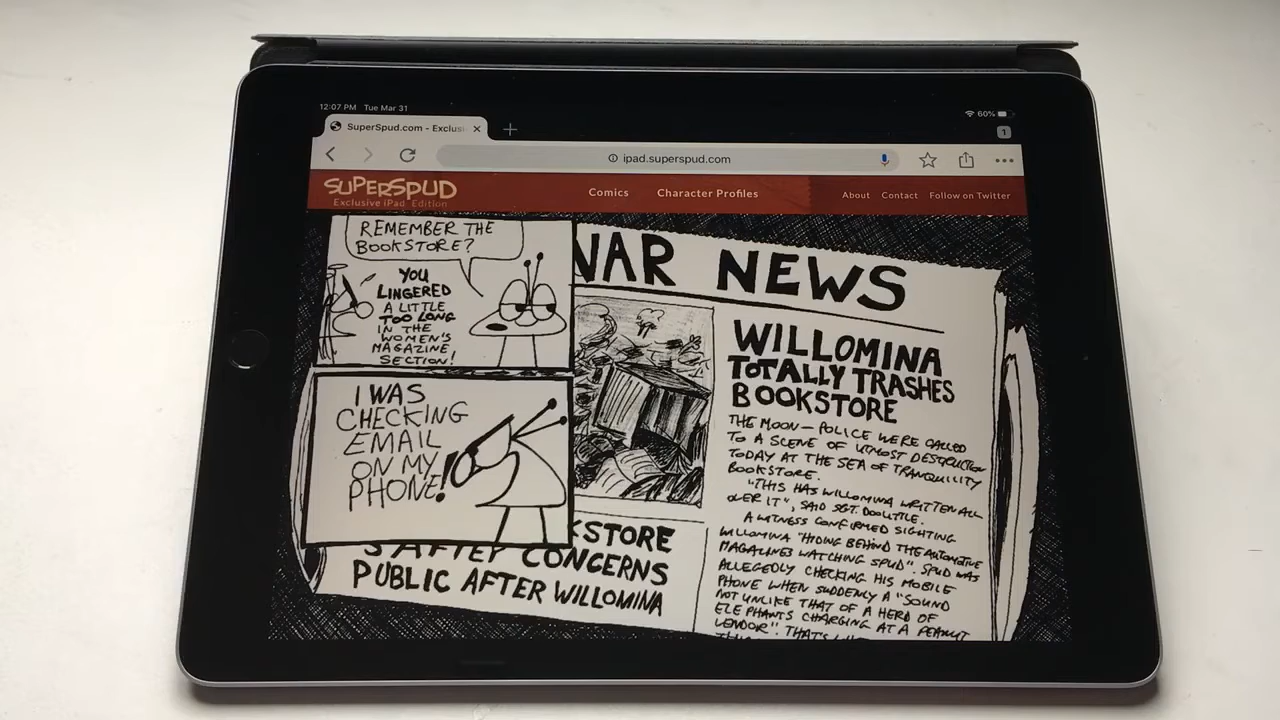 12:07 PM Tue Mar 31
60%
SuperSpud.com - Exclusi
1
ipad.superspud.com
SUPERSPUD
Exclusive iPad Edition
Comics
Character Profiles
About
Contact
Follow on Twitter
REMEMBER THE
BOOKSTORE?
YOU
LINGERED
A LITTLE
TOO LONG
IN THE
WOMEN'S
MAGAZINE
SECTION!
I WAS
CHECKING
EMAIL
ON MY
PHONE!
NAR NEWS
KSTORE
SAFTEY CONCERNS
PUBLIC AFTER WILLOMINA
WILLOMINA
TOTALLY TRASHES
BOOKSTORE
THE MOON — POLICE WERE CALLED
TO A SCENE OF UTMOST DESTRUCTION
TODAY AT THE SEA OF TRANQUILITY
BOOKSTORE.
"THIS HAS WILLOMINA WRITTEN ALL
OVER IT", SAID SGT. DOOLITTLE.
A WITNESS CONFIRMED SIGHTING
WILLOMINA "HIDING BEHIND THE AUTOMOTIVE
MAGAZINES WATCHING SPUD". SPUD WAS
ALLEGEDLY CHECKING HIS MOBILE
PHONE WHEN SUDDENLY A "SOUND
NOT UNLIKE THAT OF A HERD OF
ELEPHANTS CHARGING AT A PEANUT
VENDOR". THAT'S